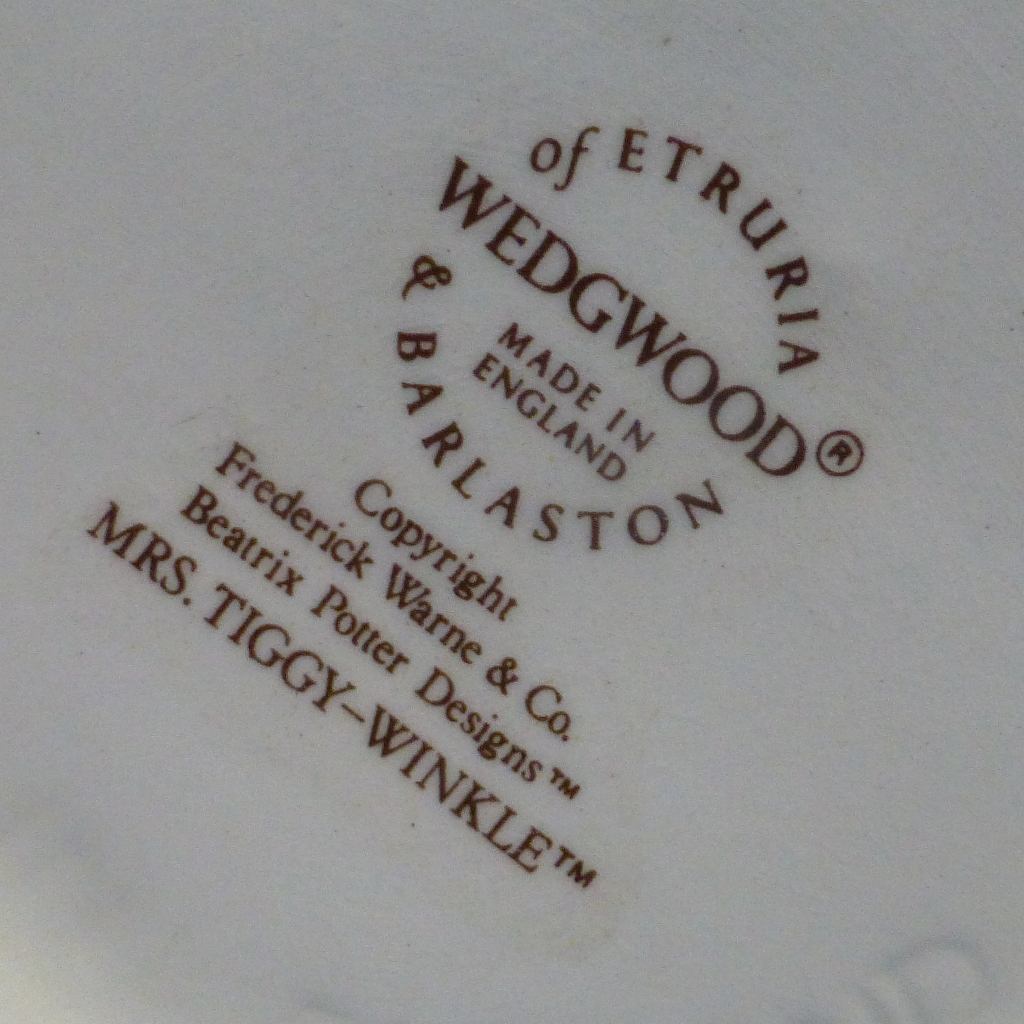 of ETRURIA
WEDGWOOD®
MADE IN
ENGLAND
& BARLASTON
Copyright
Frederick Warne & Co.
Beatrix Potter Designs™
MRS. TIGGY-WINKLE™